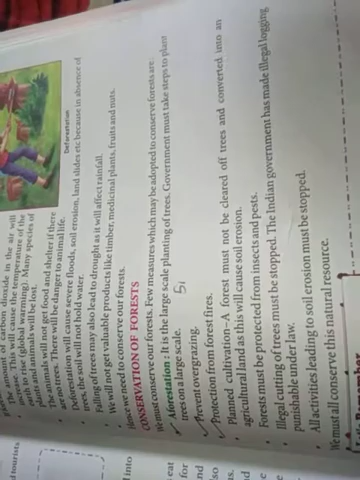 Deforestation
the amount of carbon dioxide in the air will
This will cause the temperature of the
earth to rise (global warming). Many species of
plants and animals will be lost.
The animals will not get food and shelter if there
are no trees. There will be danger to animal life.
Deforestation will cause severe floods, soil erosion, land slides etc because in absence of
trees, the soil will not hold water.
Falling of trees may also lead to drought as it will affect rainfall.
We will not get valuable products like timber, medicinal plants, fruits and nuts.
Hence we need to conserve our forests.
CONSERVATION OF FORESTS
We must conserve our forests. Few measures which may be adopted to conserve forests are:
Aforestation: It is the large scale planting of trees. Government must take steps to plant
trees on a large scale.
Prevent overgrazing.
Protection from forest fires.
Planned cultivation–A forest must not be cleared off trees and converted into an
agricultural land as this will cause soil erosion.
Forests must be protected from insects and pests.
Illegal cutting of trees must be stopped. The Indian government has made illegal logging
punishable under law.
All activities leading to soil erosion must be stopped.
We must all conserve this natural resource.
tourists
into